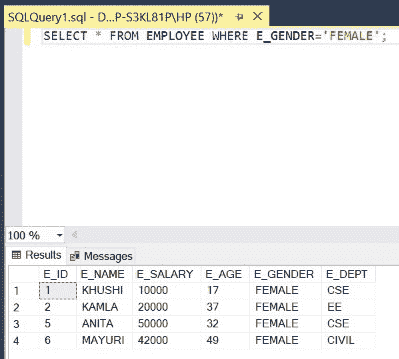 SQLQuery1.sql - D...P-S3KL81P\HP (57))*
SELECT * FROM EMPLOYEE WHERE E_GENDER='FEMALE';
100 %
Results Messages
E_ID E_NAME E_SALARY E_AGE E_GENDER E_DEPT
1 1 KHUSHI 10000 17 FEMALE CSE
2 2 KAMLA 20000 37 FEMALE EE
3 5 ANITA 50000 32 FEMALE CSE
4 6 MAYURI 42000 49 FEMALE CIVIL